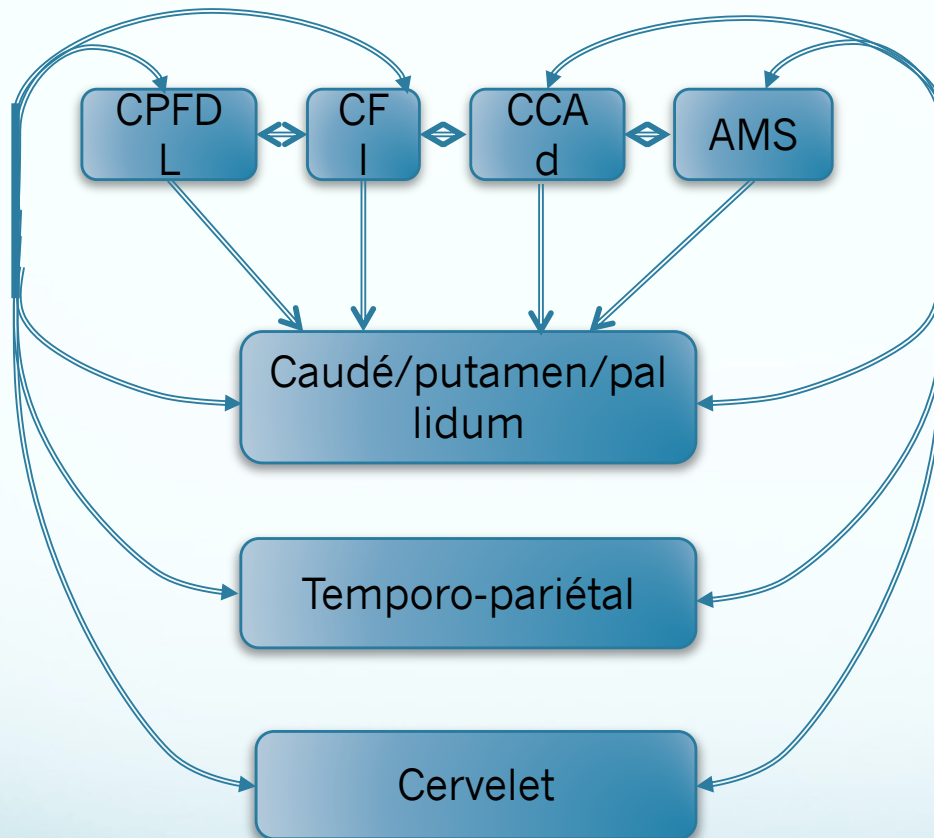 CPFD
L
CF
I
CCA
d
AMS
Caudé/putamen/pal
lidum
Temporo-pariétal
Cervelet